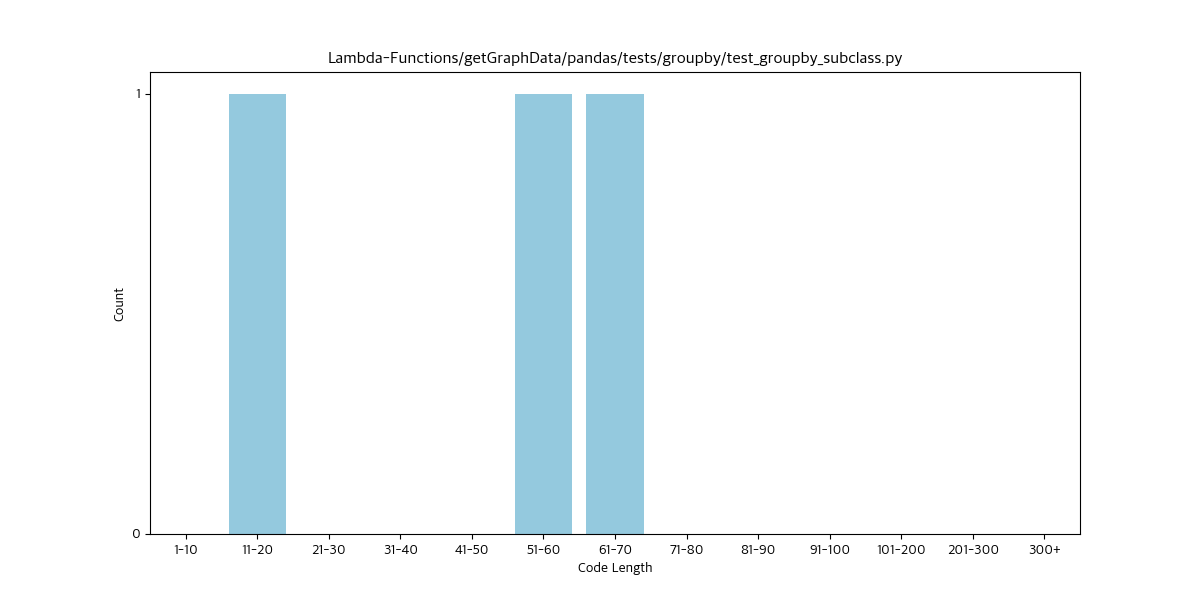 Lambda-Functions/getGraphData/pandas/tests/groupby/test_groupby_subclass.py
1
Count
0
1-10 11-20 21-30 31-40 41-50 51-60 61-70 71-80 81-90 91-100 101-200 201-300 300+
Code Length